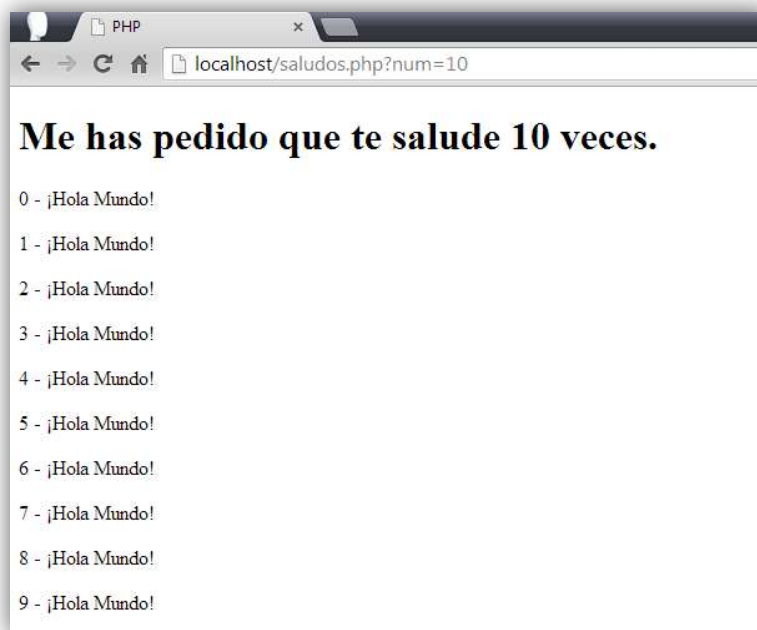 PHP
localhost/saludos.php?num=10
Me has pedido que te salude 10 veces.
0 - ¡Hola Mundo!
1 - ¡Hola Mundo!
2 - ¡Hola Mundo!
3 - ¡Hola Mundo!
4 - ¡Hola Mundo!
5 - ¡Hola Mundo!
6 - ¡Hola Mundo!
7 - ¡Hola Mundo!
8 - ¡Hola Mundo!
9 - ¡Hola Mundo!